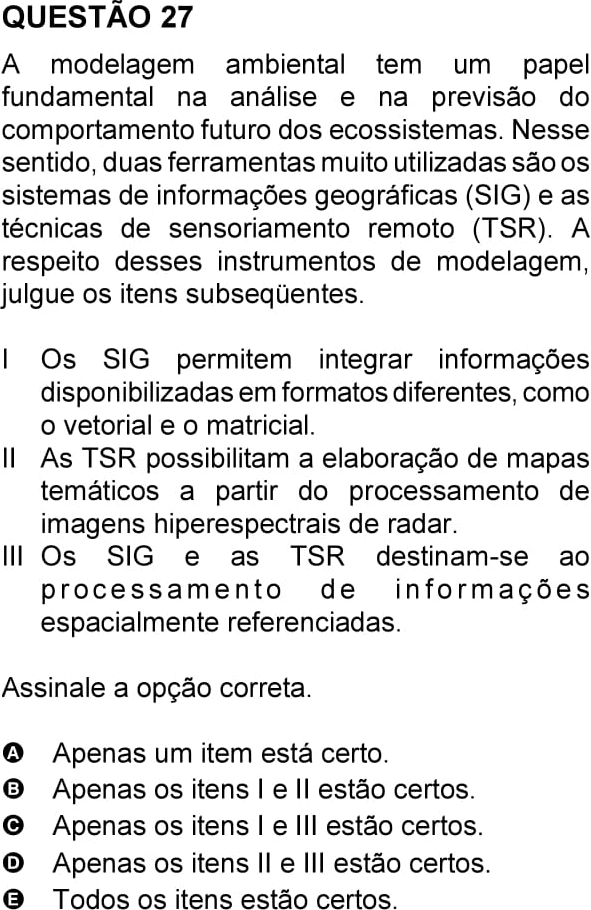 QUESTÃO 27
A modelagem ambiental tem um papel
fundamental na análise e na previsão do
comportamento futuro dos ecossistemas. Nesse
sentido, duas ferramentas muito utilizadas são os
sistemas de informações geográficas (SIG) e as
técnicas de sensoriamento remoto (TSR). A
respeito desses instrumentos de modelagem,
julgue os itens subseqüentes.
I Os SIG permitem integrar informações
disponibilizadas em formatos diferentes, como
o vetorial e o matricial.
II As TSR possibilitam a elaboração de mapas
temáticos a partir do processamento de
imagens hiperespectrais de radar.
III Os SIG e as TSR destinam-se ao
processamento de informações
espacialmente referenciadas.
Assinale a opção correta.
A Apenas um item está certo.
B Apenas os itens I e II estão certos.
C Apenas os itens I e III estão certos.
D Apenas os itens II e III estão certos.
E Todos os itens estão certos.